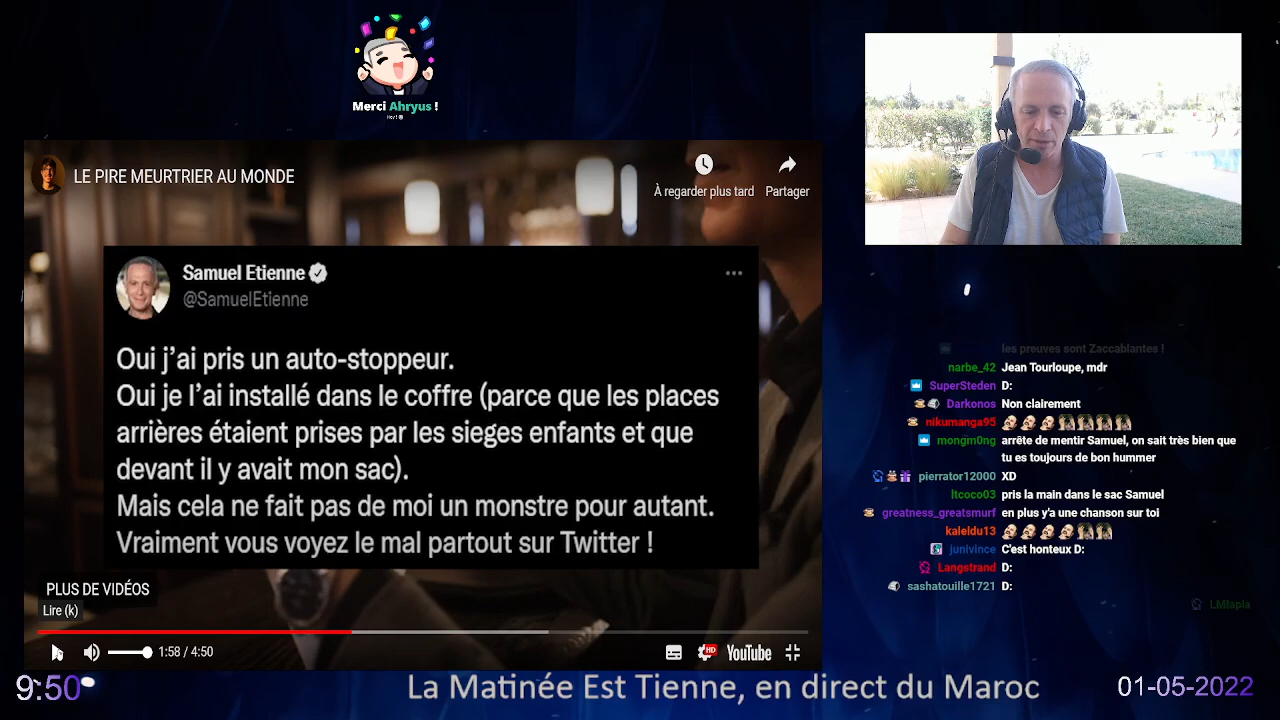 Merci Ahryus !
LE PIRE MEURTRIER AU MONDE
À regarder plus tard
Partager
Samuel Etienne
@SamuelEtienne
Oui j'ai pris un auto-stoppeur.
Oui je l'ai installé dans le coffre (parce que les places
arrières étaient prises par les sieges enfants et que
devant il y avait mon sac).
Mais cela ne fait pas de moi un monstre pour autant.
Vraiment vous voyez le mal partout sur Twitter !
PLUS DE VIDÉOS
Lire (k)
1:58 / 4:50
HD
YouTube
les preuves sont Zaccablantes !
narbe_42 Jean Tourloupe, mdr
SuperSteden D:
Darkonos Non clairement
nikumanga95
mongm0ng arrête de mentir Samuel, on sait très bien que
tu es toujours de bon hummer
pierrator12000 XD
ltcoco03 pris la main dans le sac Samuel
greatness_greatsmurf en plus y'a une chanson sur toi
kaleldu13
junivince C'est honteux D:
Langstrand D:
sashatouille1721 D:
LMlapla
9:50
La Matinée Est Tienne, en direct du Maroc
01-05-2022